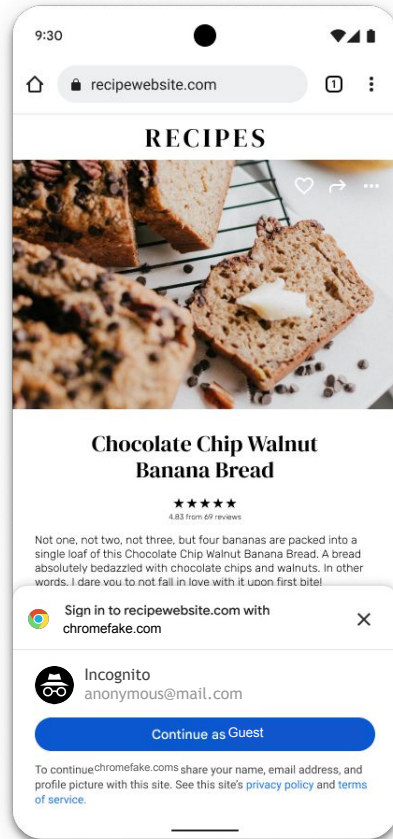 9:30
recipewebsite.com
1
RECIPES
Chocolate Chip Walnut
Banana Bread
★★★★★
4.83 from 69 reviews
Not one, not two, not three, but four bananas are packed into a
single loaf of this Chocolate Chip Walnut Banana Bread. A bread
absolutely bedazzled with chocolate chips and walnuts. In other
words, I dare you to not fall in love with it upon first bite!
Sign in to recipewebsite.com with
chromefake.com
Incognito
anonymous@mail.com
Continue as Guest
To continue chromefake.coms share your name, email address, and
profile picture with this site. See this site's privacy policy and terms
of service.